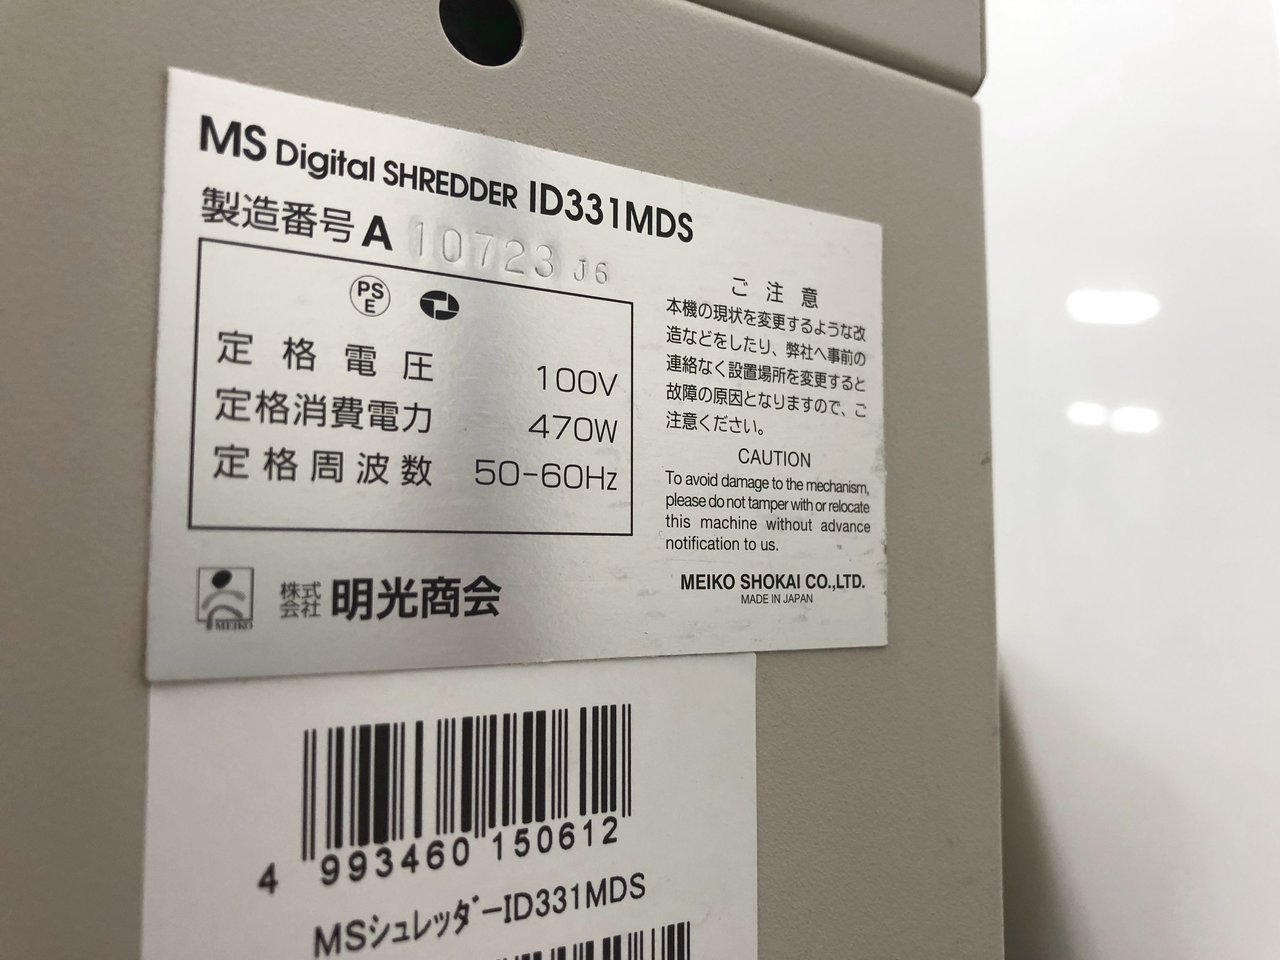 MS Digital SHREDDER ID331MDS
製造番号 A 10723 J6
PS
E
定格電圧 100V
定格消費電力 470W
定格周波数 50-60Hz
ご注意
本機の現状を変更するような改
造などをしたり、弊社へ事前の
連絡なく設置場所を変更すると
故障の原因となりますので、ご
注意ください。
CAUTION
To avoid damage to the mechanism,
please do not tamper with or relocate
this machine without advance
notification to us.
MEIKO SHOKAI CO.,LTD.
MADE IN JAPAN
MEIKO
株式会社 明光商会
4 993460 150612
MSシュレッダーID331MDS